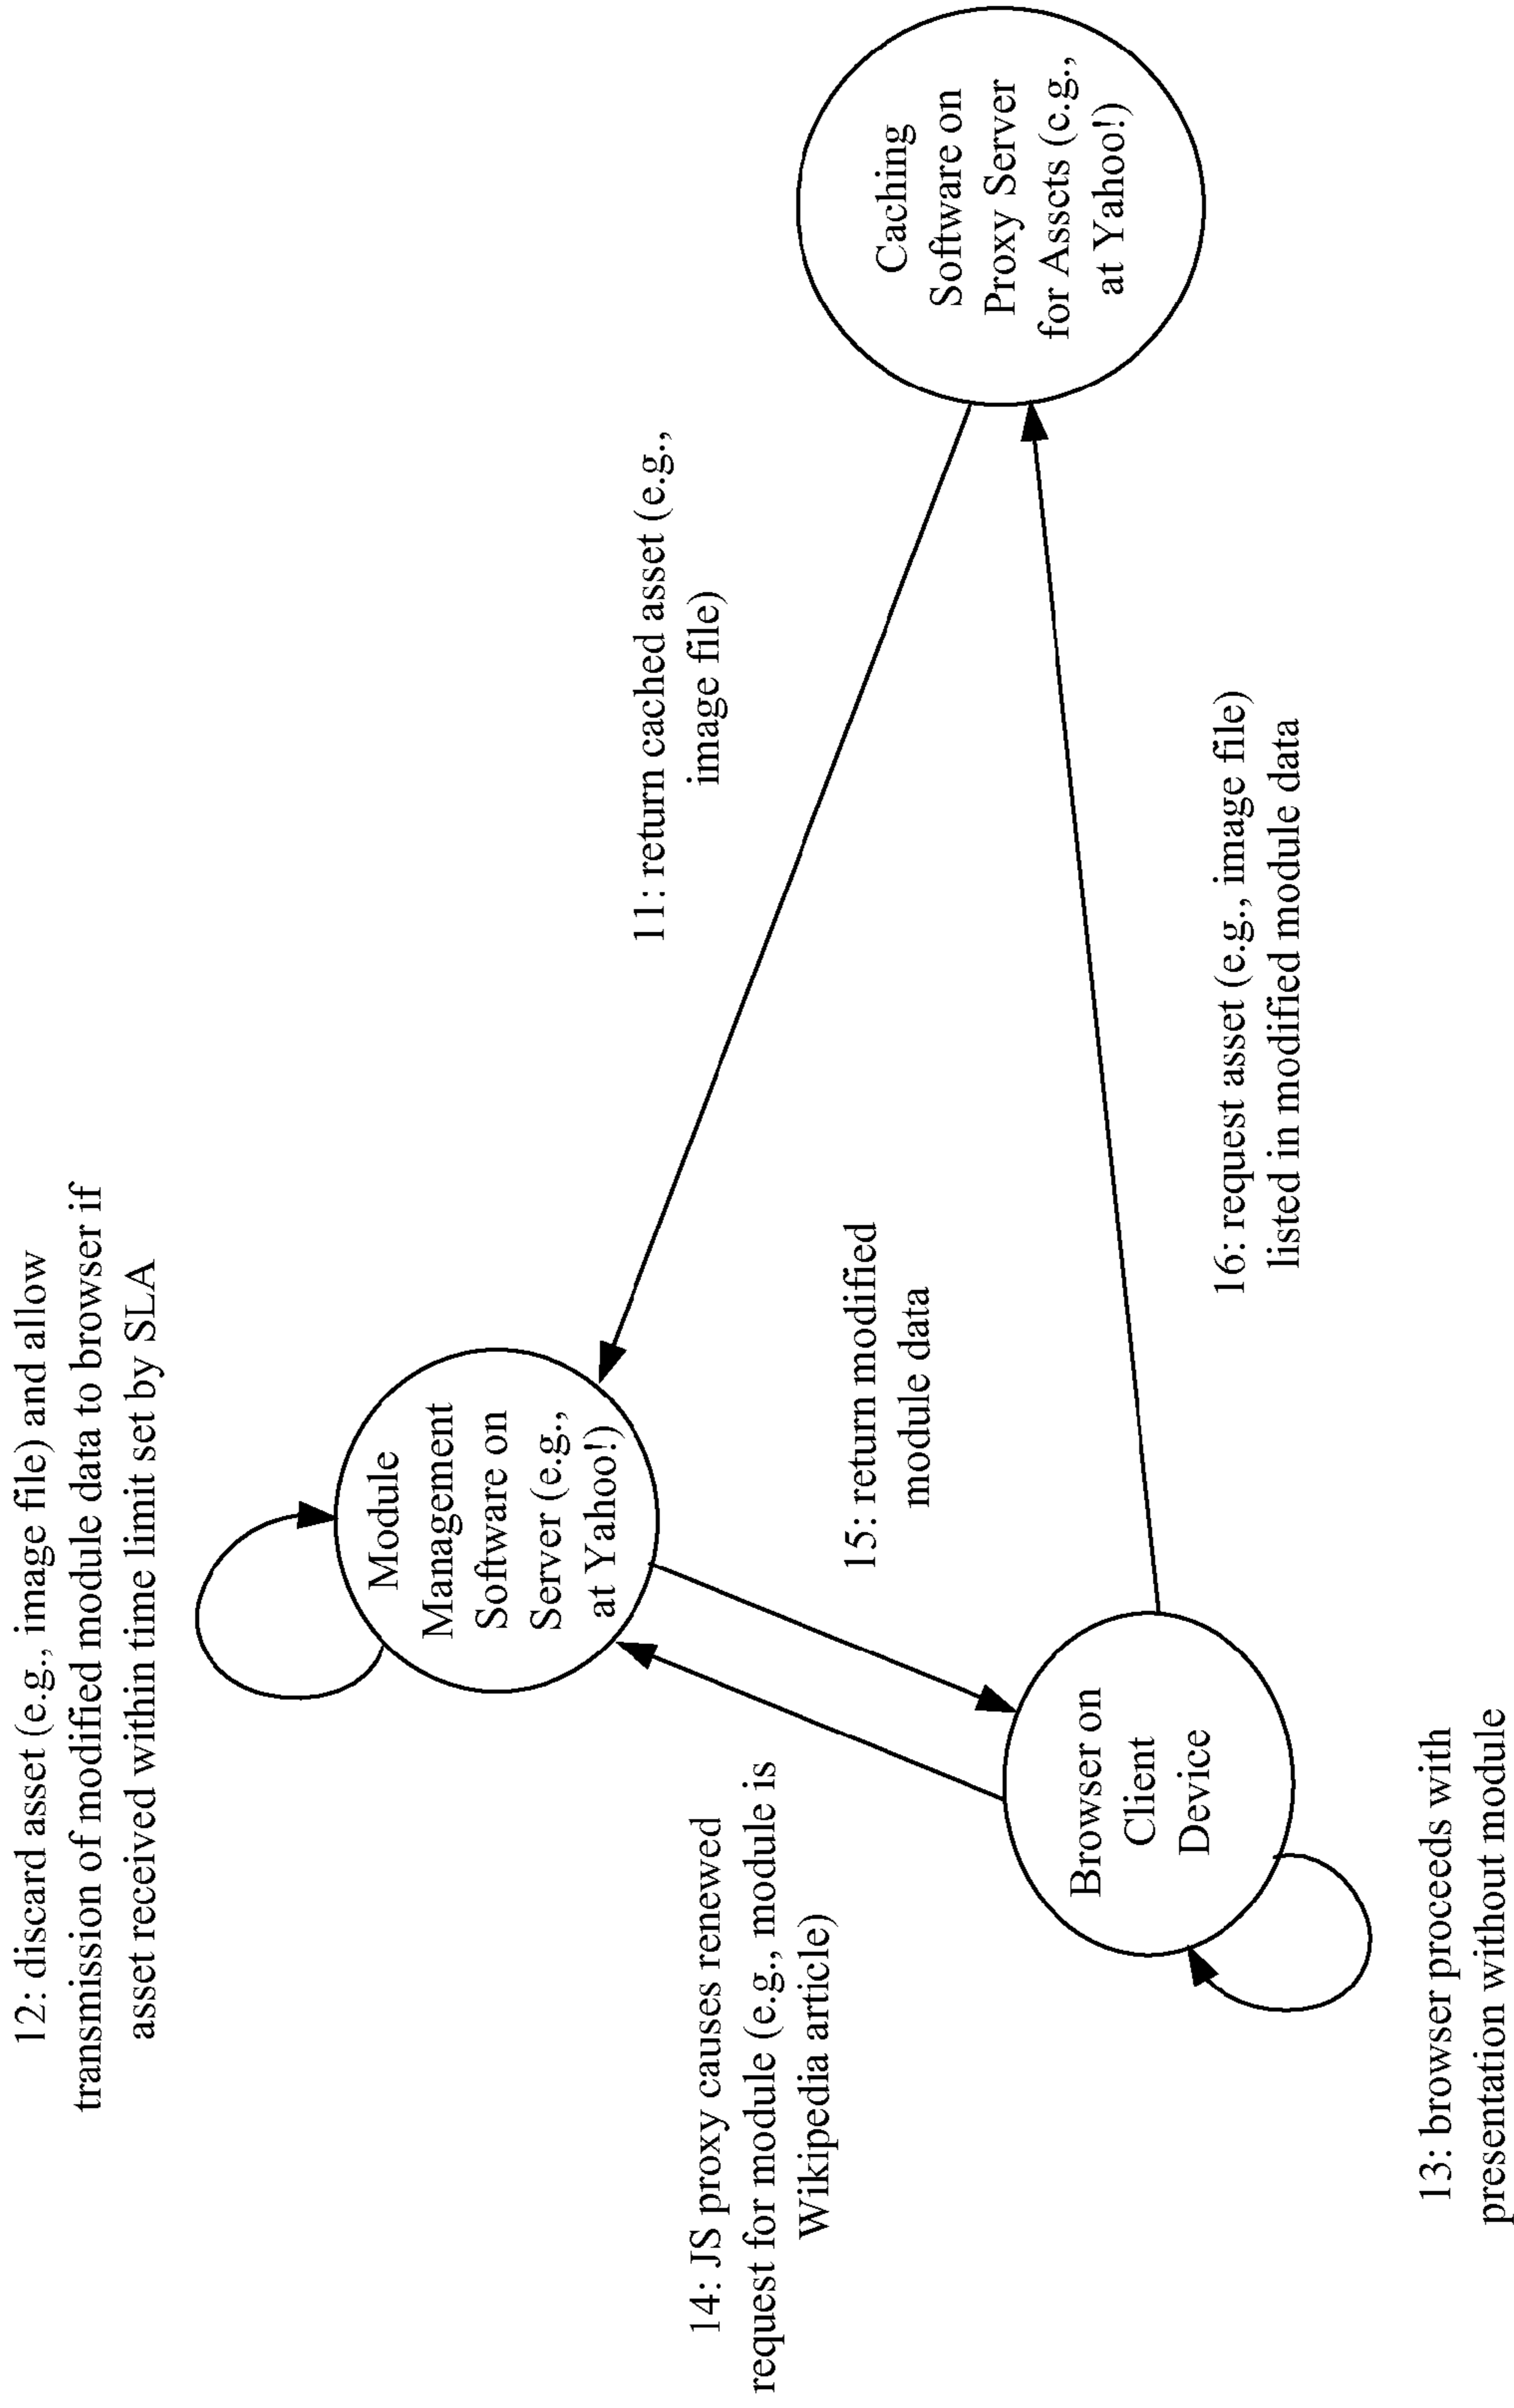 12: discard asset (e.g., image file) and allow
transmission of modified module data to browser if
asset received within time limit set by SLA
Module
Management
Software on
Server (e.g.,
at Yahoo!)
11: return cached asset (e.g.,
image file)
Caching
Software on
Proxy Server
for Assets (e.g.,
at Yahoo!)
14: JS proxy causes renewed
request for module (e.g., module is
Wikipedia article)
15: return modified
module data
Browser on
Client
Device
16: request asset (e.g., image file)
listed in modified module data
13: browser proceeds with
presentation without module